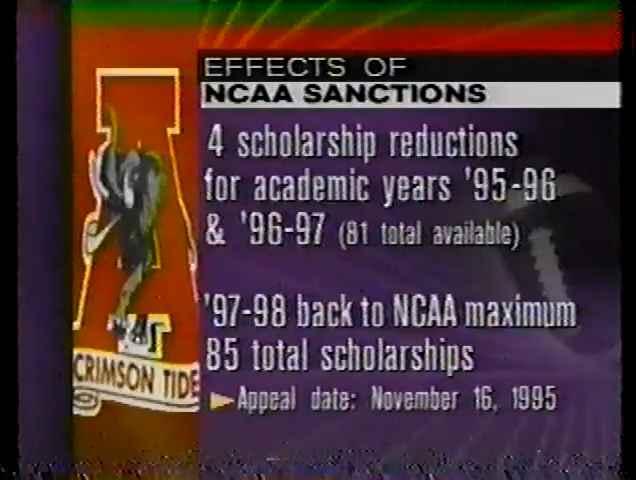 EFFECTS OF
NCAA SANCTIONS
4 scholarship reductions
for academic years '95-96
& '96-97 (81 total available)
'97-98 back to NCAA maximum
85 total scholarships
Appeal date: November 16, 1995
A
CRIMSON TIDE